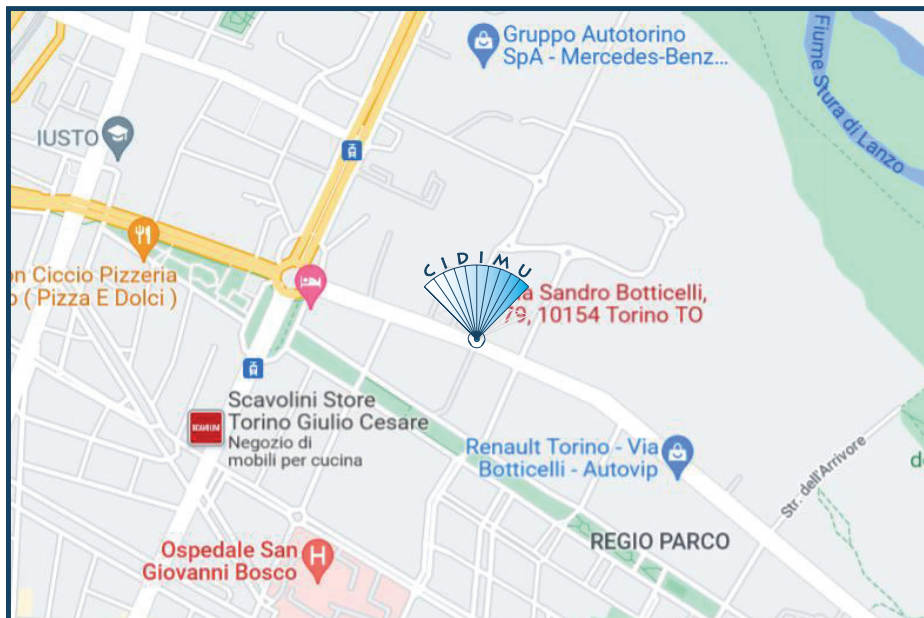 Gruppo Autotorino
SpA - Mercedes-Benz...
Fiume Stura di Lanzo
IUSTO
on Ciccio Pizzeria
( Pizza E Dolci )
CIDIMU
a Sandro Botticelli,
79, 10154 Torino TO
Scavolini Store
Torino Giulio Cesare
Negozio di
mobili per cucina
Renault Torino - Via
Botticelli - Autovip
Str. dell'Arrivore
REGIO PARCO
Ospedale San
Giovanni Bosco
H